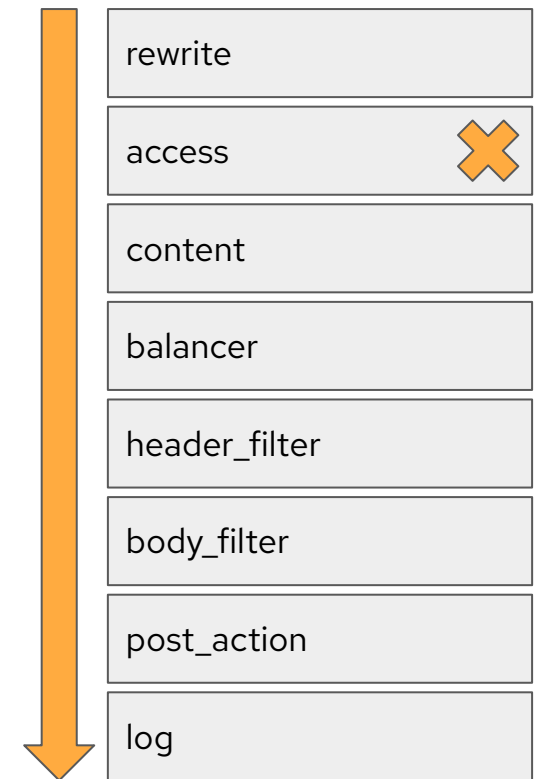 rewrite
access
content
balancer
header_filter
body_filter
post_action
log